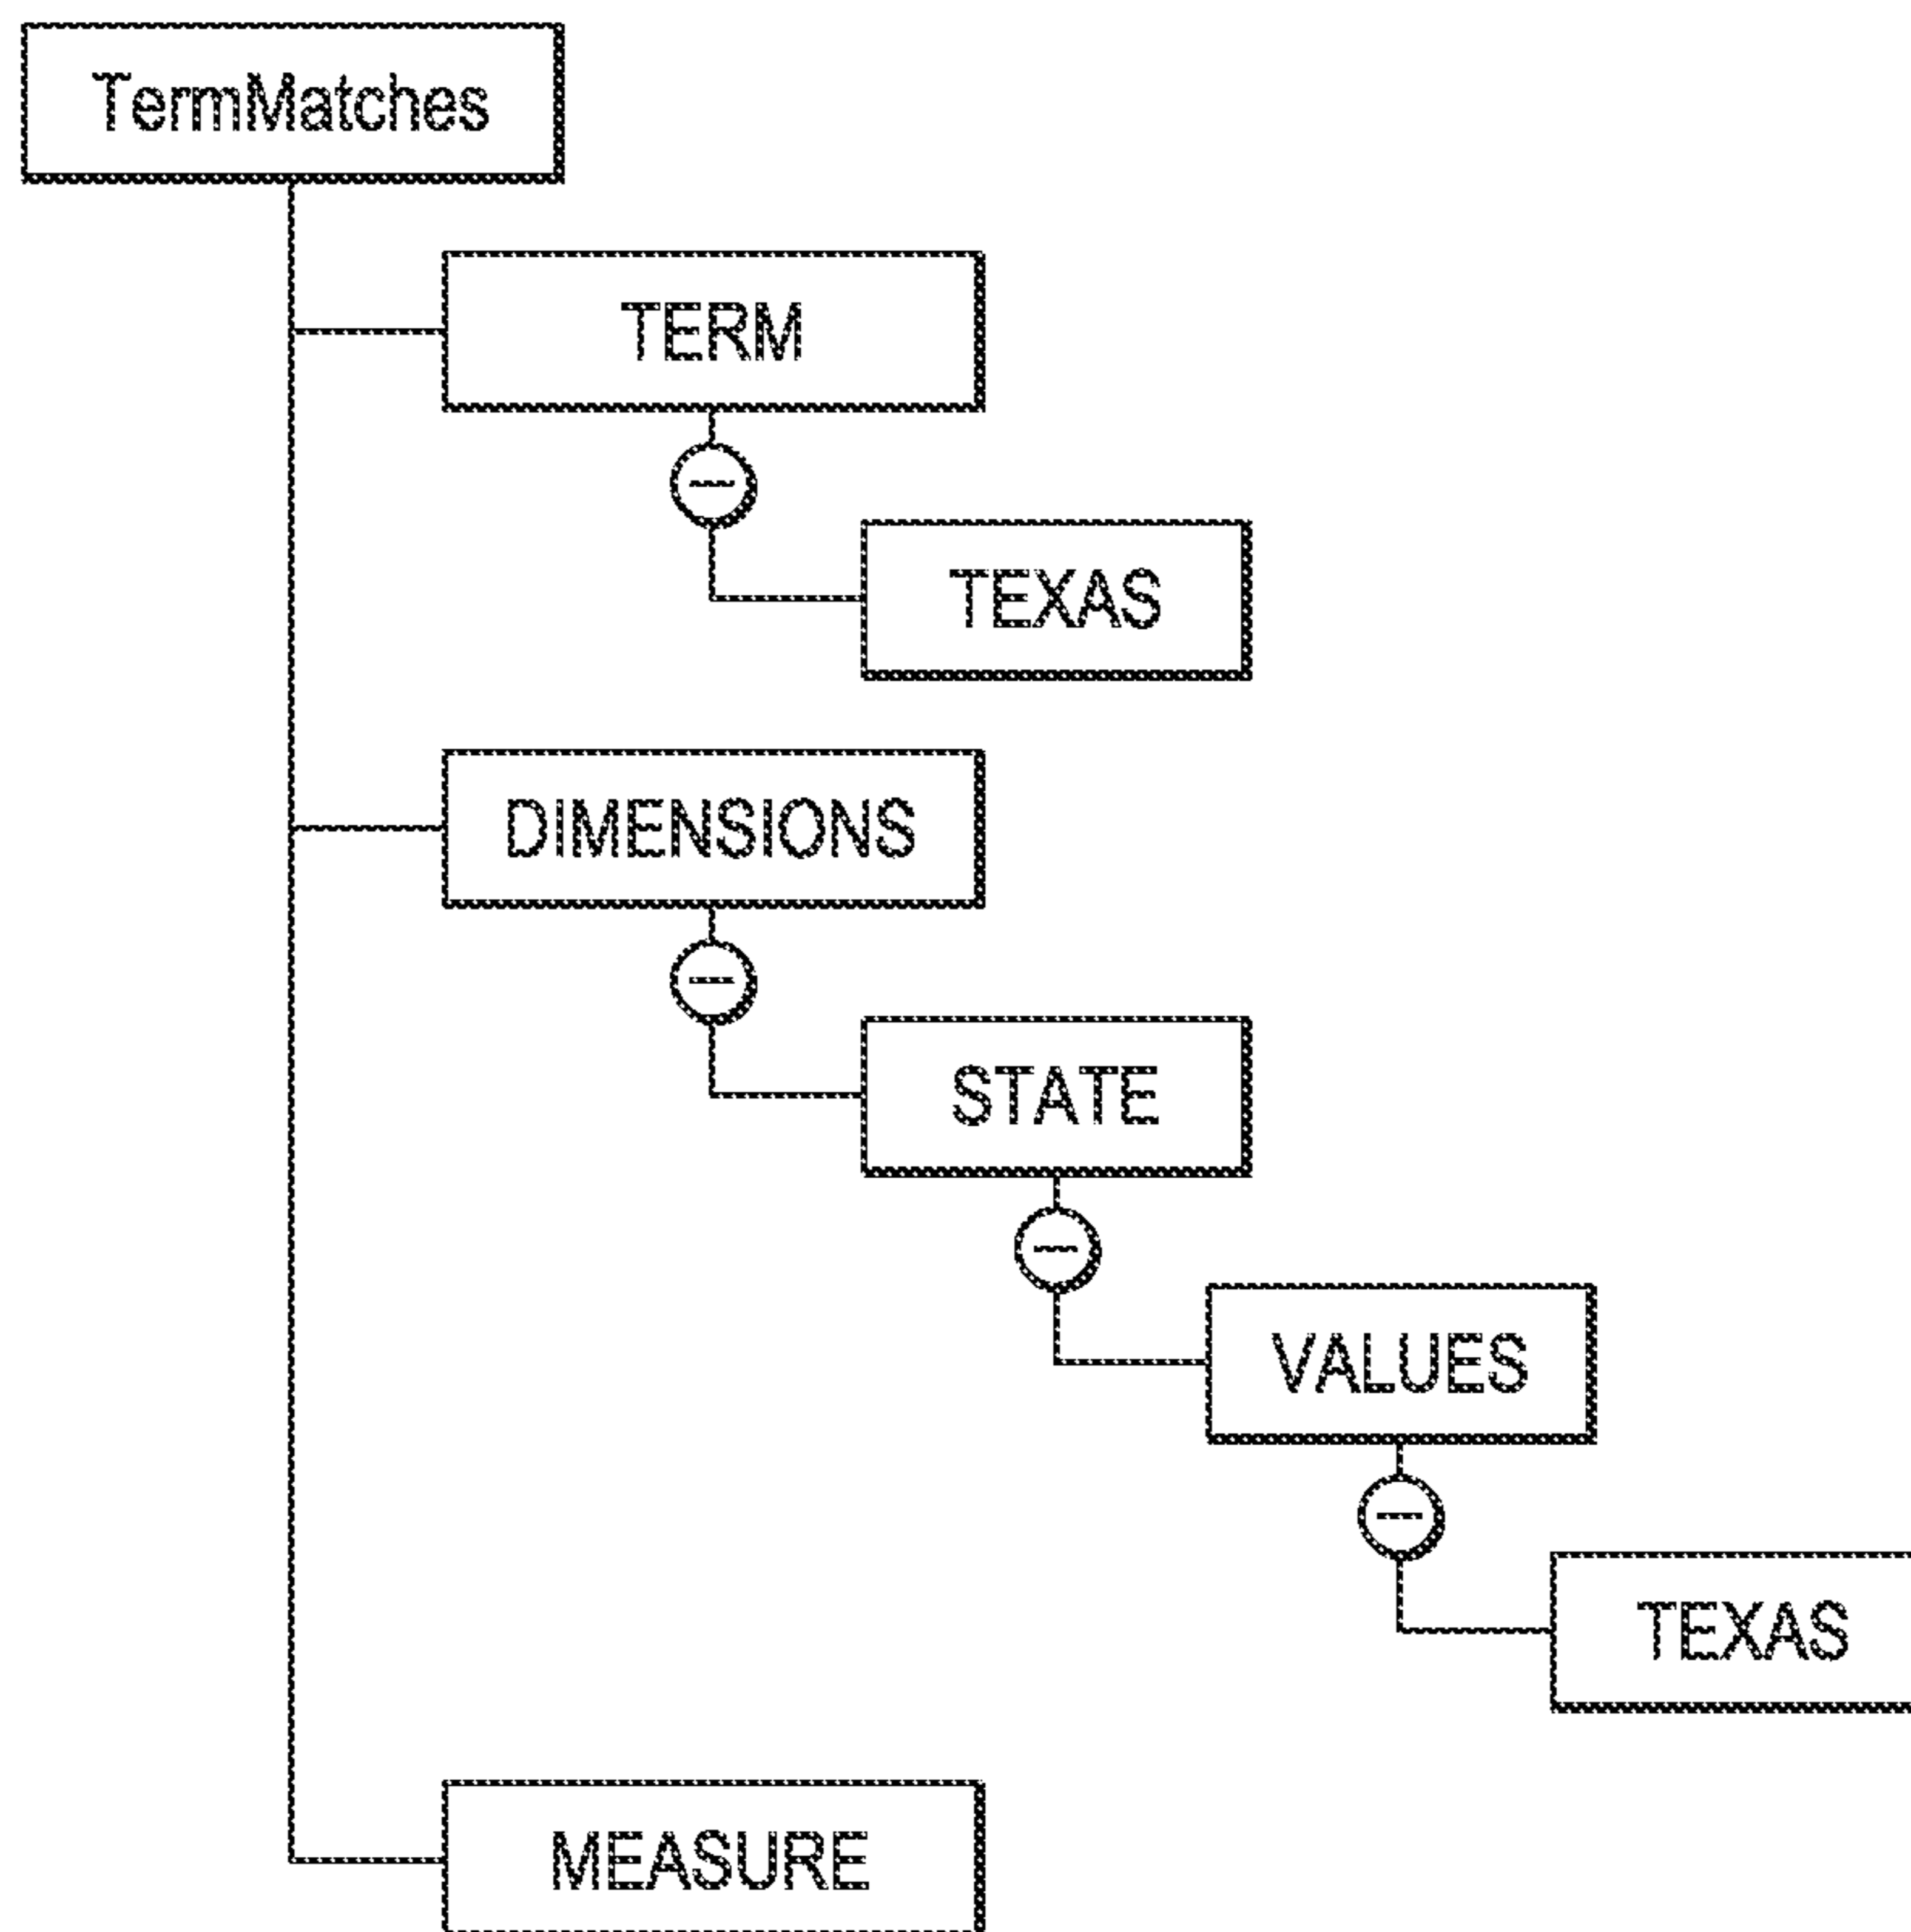 TermMatches
TERM
TEXAS
DIMENSIONS
STATE
VALUES
TEXAS
MEASURE